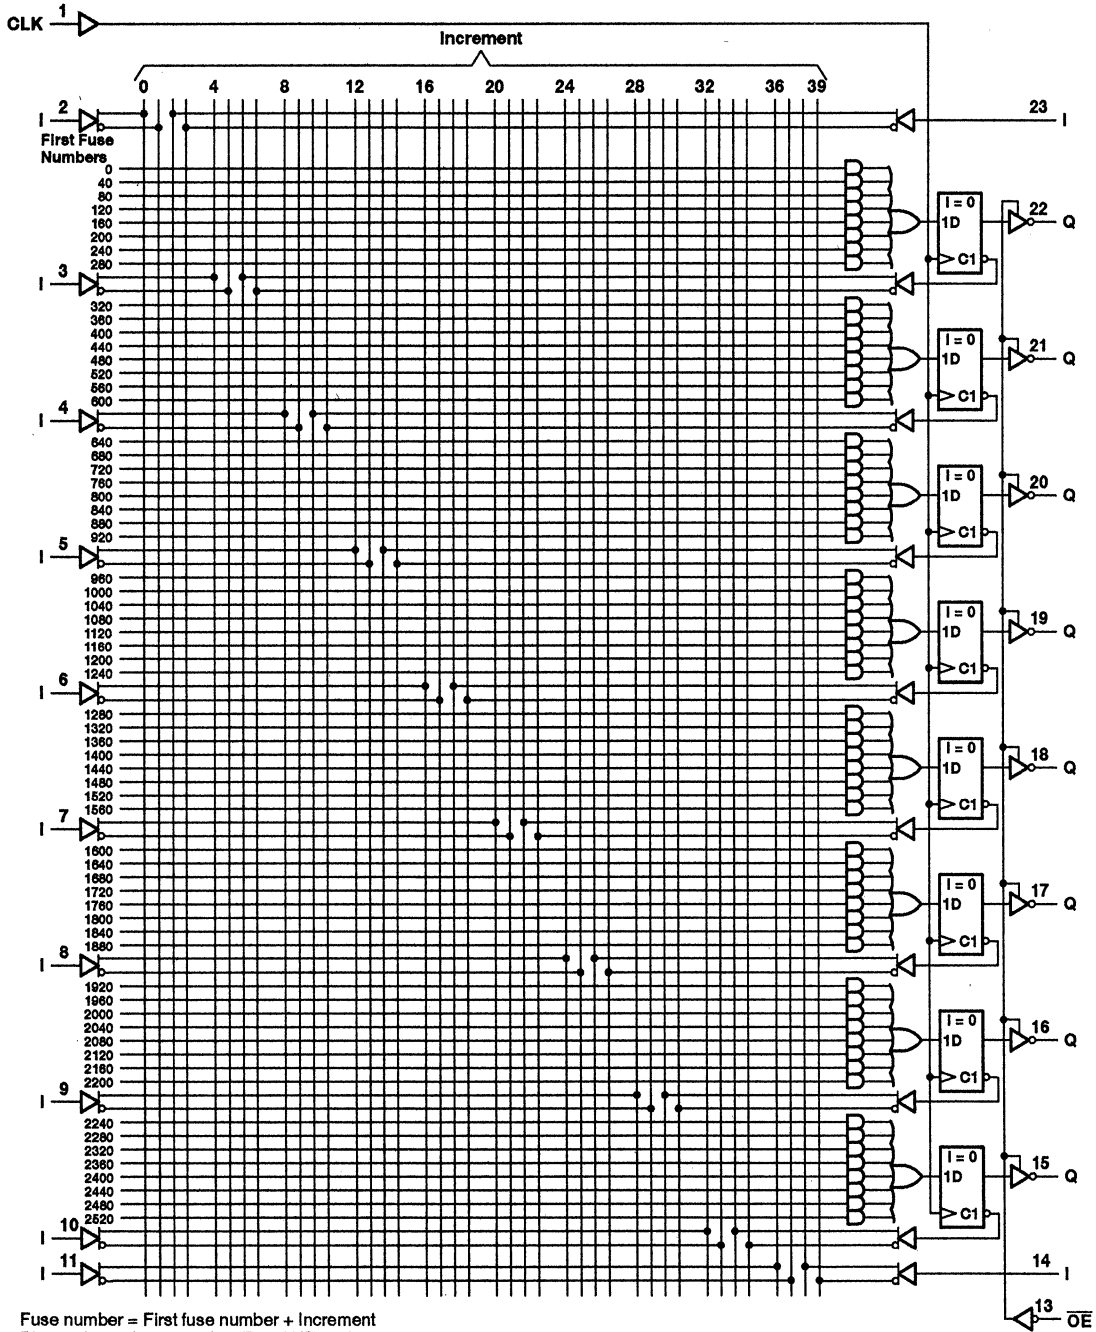 CLK 1
Increment
0 4 8 12 16 20 24 28 32 36 39
I 2 23 I
First Fuse
Numbers
0
40
80
120 I = 0
160 1D 22 Q
200
240
280 C1
I 3
320
360
400
440 I = 0
480 1D 21 Q
520
560
600 C1
I 4
640
680
720
760 I = 0
800 1D 20 Q
840
880
920 C1
I 5
960
1000
1040
1080 I = 0
1120 1D 19 Q
1160
1200
1240 C1
I 6
1280
1320
1360
1400 I = 0
1440 1D 18 Q
1480
1520
1560 C1
I 7
1600
1640
1680
1720 I = 0
1760 1D 17 Q
1800
1840
1880 C1
I 8
1920
1960
2000
2040 I = 0
2080 1D 16 Q
2120
2160
2200 C1
I 9
2240
2280
2320
2360 I = 0
2400 1D 15 Q
2440
2480
2520 C1
I 10
I 11 14 I
13 OE
Fuse number = First fuse number + Increment